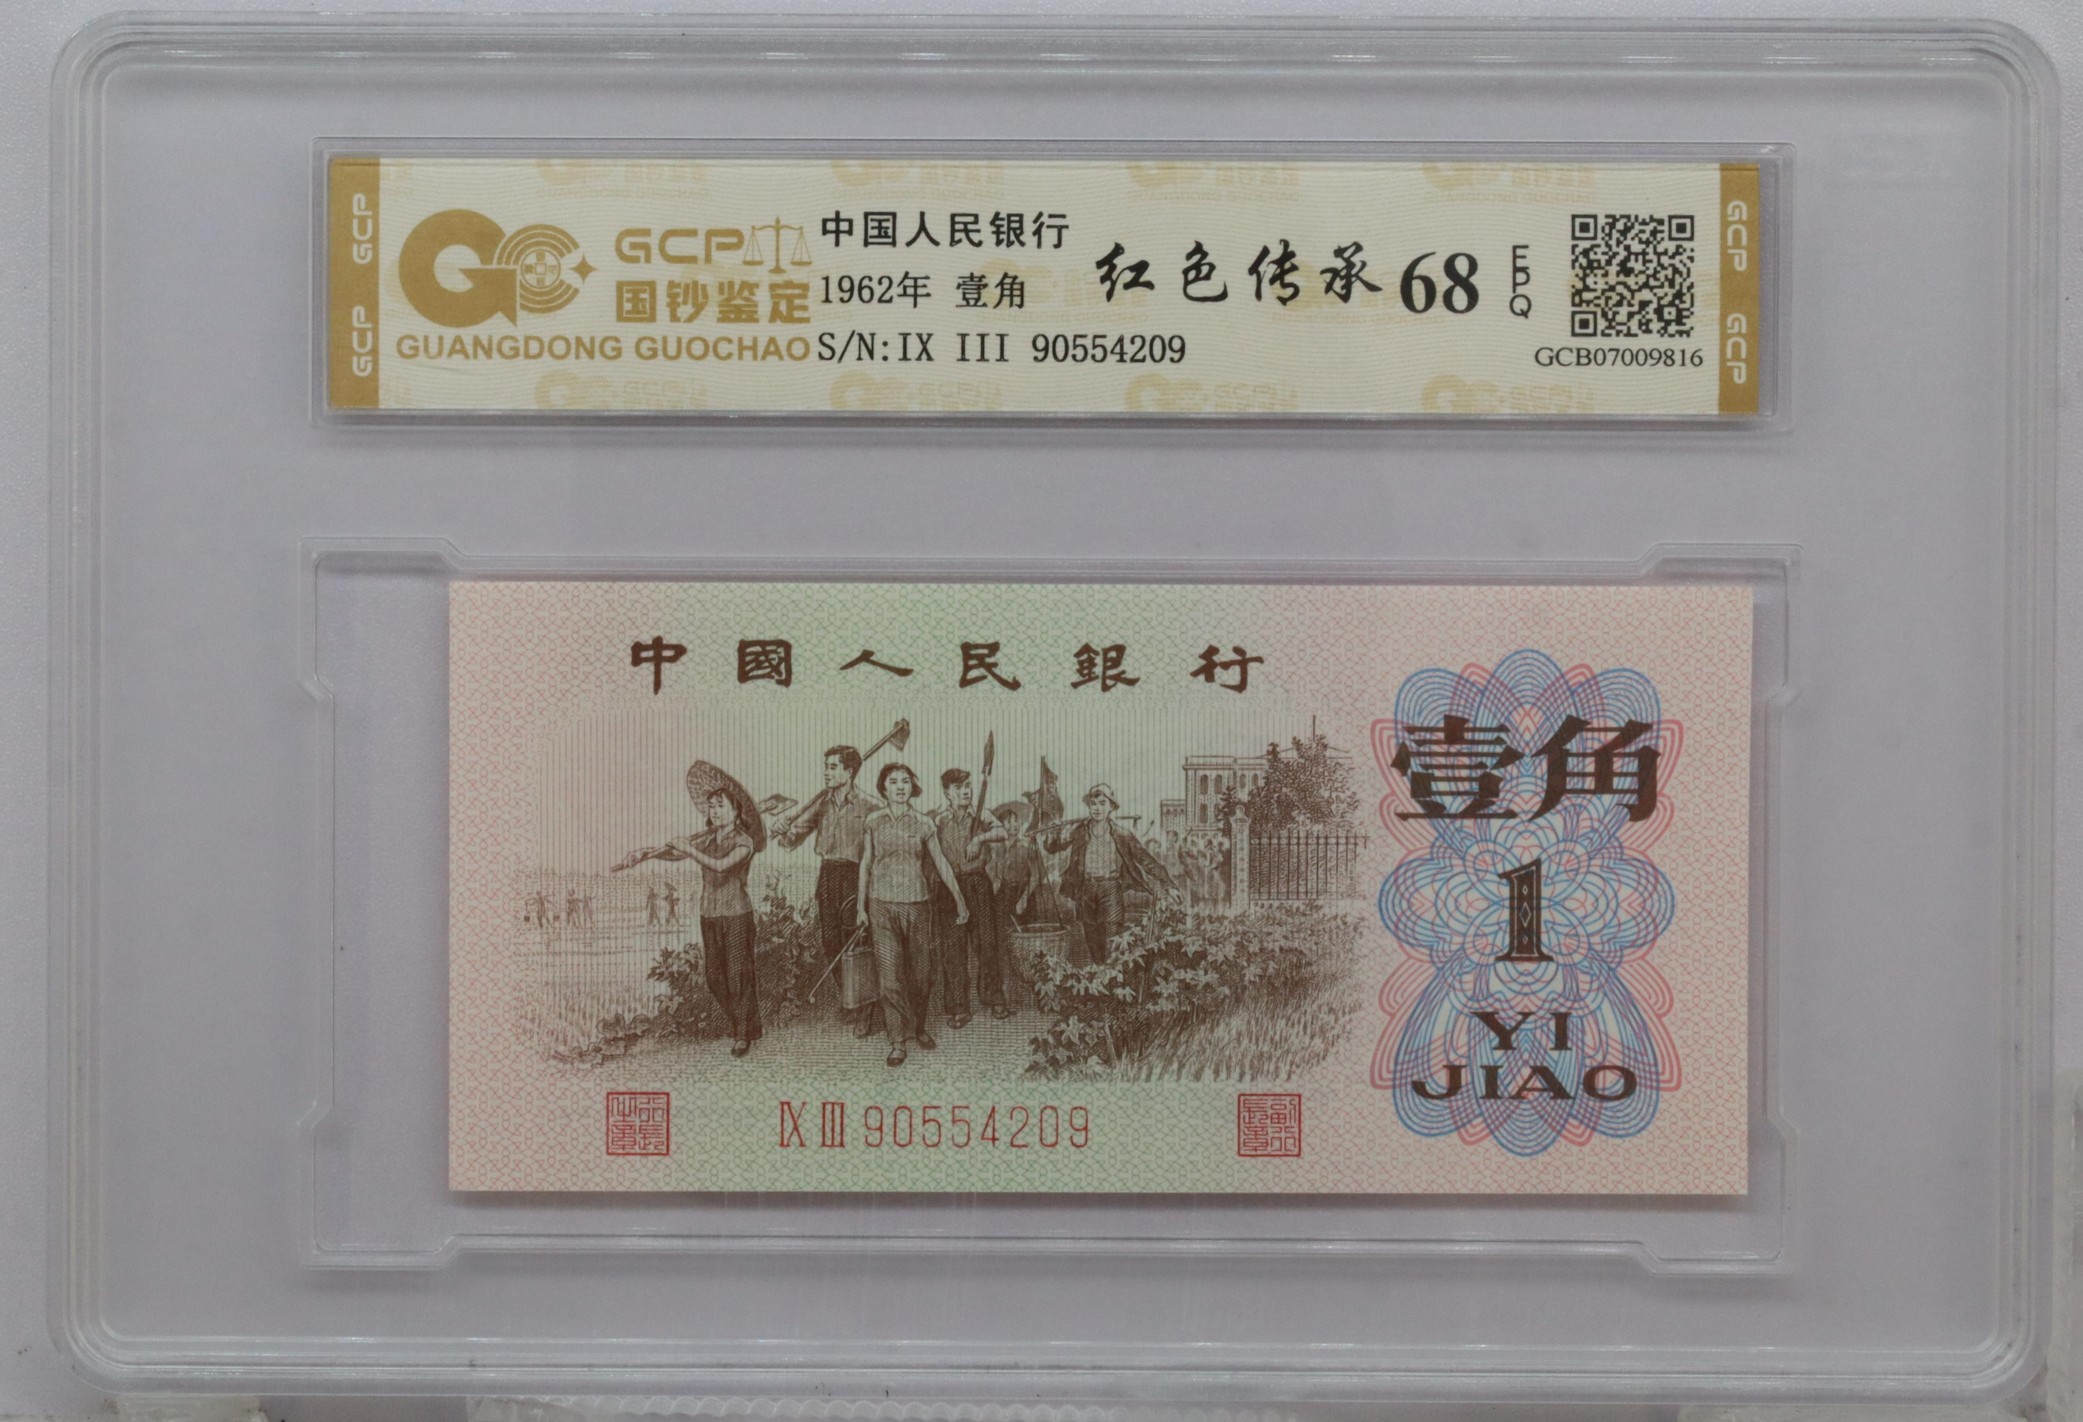 GCP
GCP
GCP
国钞鉴定
GUANGDONG GUOCHAO
中国人民银行
1962年 壹角
S/N:IX III 90554209
红色传承 68 EPQ
GCB07009816
GCP
GCP
中國人民銀行
壹角
1
YI
JIAO
IX III 90554209